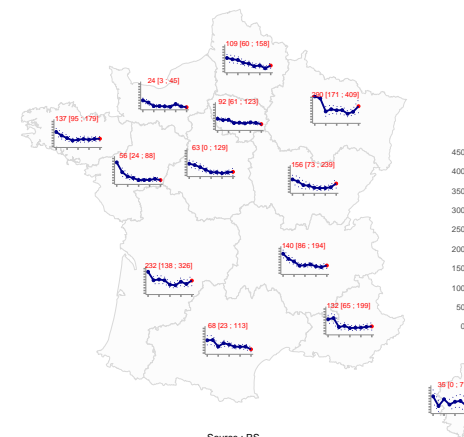 109 [60 ; 158]
24 [3 ; 45]
[171 ; 409]
92 [61 ; 123]
137 [95 ; 179]
63 [0 ; 129]
56 [24 ; 88]
156 [73 ; 239]
450
400
350
300
250
200
150
100
50
0
140 [86 ; 194]
232 [138 ; 326]
132 [65 ; 199]
68 [23 ; 113]